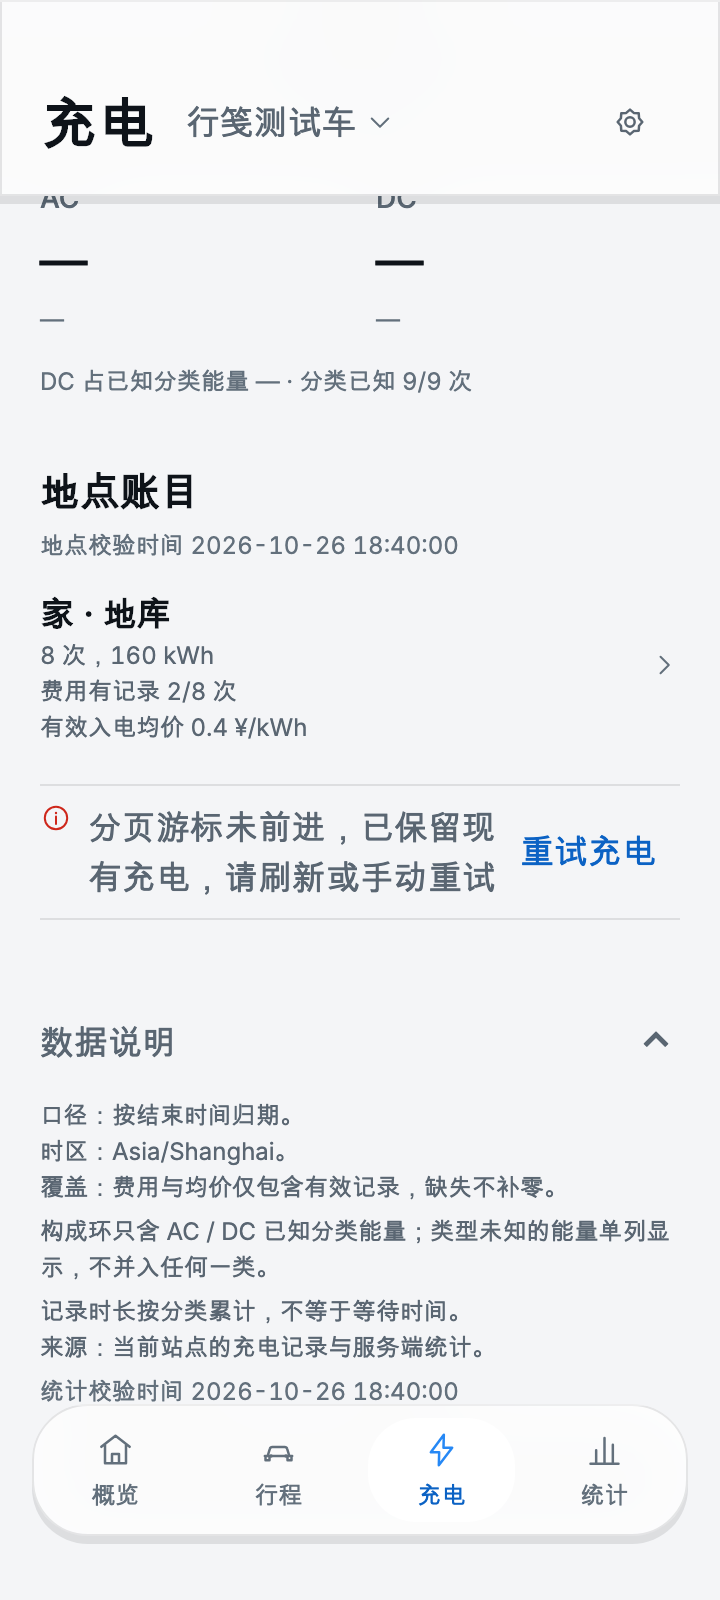 充电 行笺测试车
AC DC
— —
— —
DC 占已知分类能量 — · 分类已知 9/9 次
地点账目
地点校验时间 2026-10-26 18:40:00
家 · 地库
8 次，160 kWh
费用有记录 2/8 次
有效入电均价 0.4 ¥/kWh
分页游标未前进，已保留现
有充电，请刷新或手动重试
重试充电
数据说明
口径：按结束时间归期。
时区：Asia/Shanghai。
覆盖：费用与均价仅包含有效记录，缺失不补零。
构成环只含 AC / DC 已知分类能量；类型未知的能量单列显
示，不并入任何一类。
记录时长按分类累计，不等于等待时间。
来源：当前站点的充电记录与服务端统计。
统计校验时间 2026-10-26 18:40:00
概览 行程 充电 统计